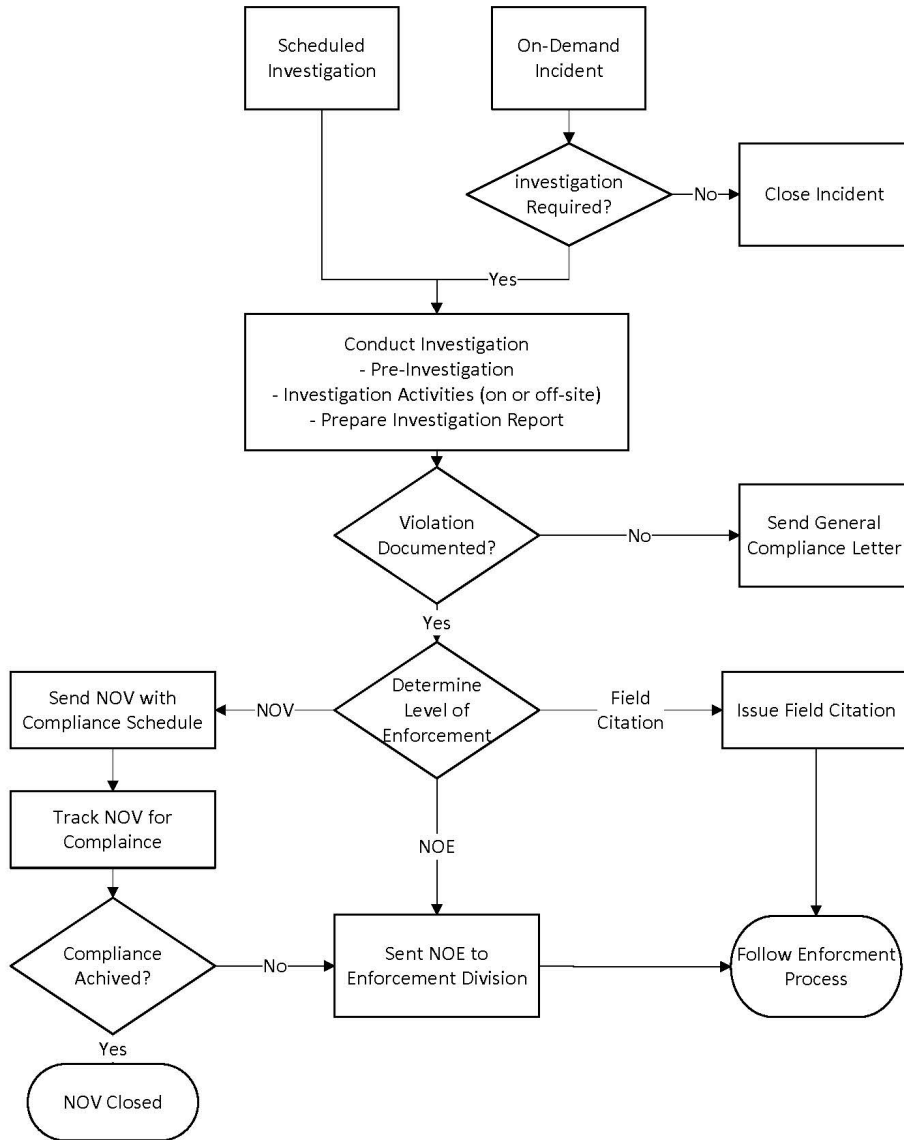 Scheduled
Investigation
On-Demand
Incident
investigation
Required?
No
Close Incident
Yes
Conduct Investigation
- Pre-Investigation
- Investigation Activities (on or off-site)
- Prepare Investigation Report
Violation
Documented?
No
Send General
Compliance Letter
Yes
Send NOV with
Compliance Schedule
NOV
Determine
Level of
Enforcement
Field
Citation
Issue Field Citation
Track NOV for
Complaince
NOE
Compliance
Achived?
No
Sent NOE to
Enforcement Division
Follow Enforcment
Process
Yes
NOV Closed